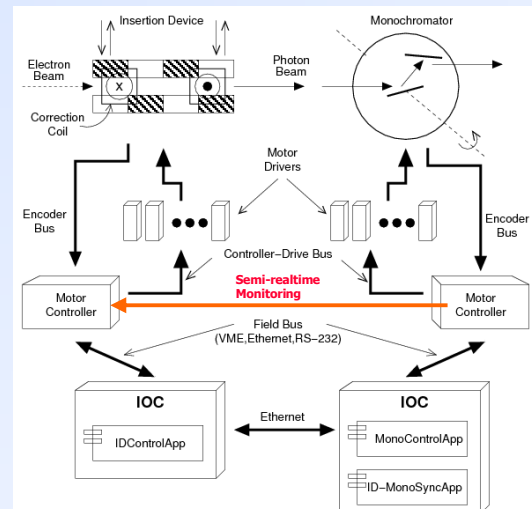 Insertion Device
Monochromator
Electron
Beam
Photon
Beam
x
Correction
Coil
Motor
Drivers
Encoder
Bus
Encoder
Bus
Controller-Drive Bus
Semi-realtime
Monitoring
Motor
Controller
Motor
Controller
Field Bus
(VME,Ethernet,RS-232)
IOC
IOC
Ethernet
IDControlApp
MonoControlApp
ID-MonoSyncApp